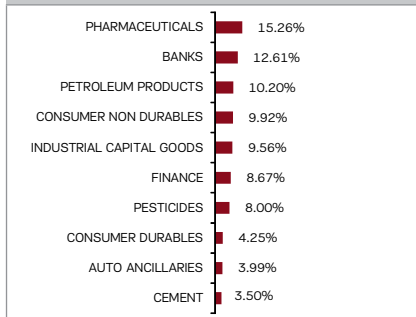 PHARMACEUTICALS 15.26%
BANKS 12.61%
PETROLEUM PRODUCTS 10.20%
CONSUMER NON DURABLES 9.92%
INDUSTRIAL CAPITAL GOODS 9.56%
FINANCE 8.67%
PESTICIDES 8.00%
CONSUMER DURABLES 4.25%
AUTO ANCILLARIES 3.99%
CEMENT 3.50%